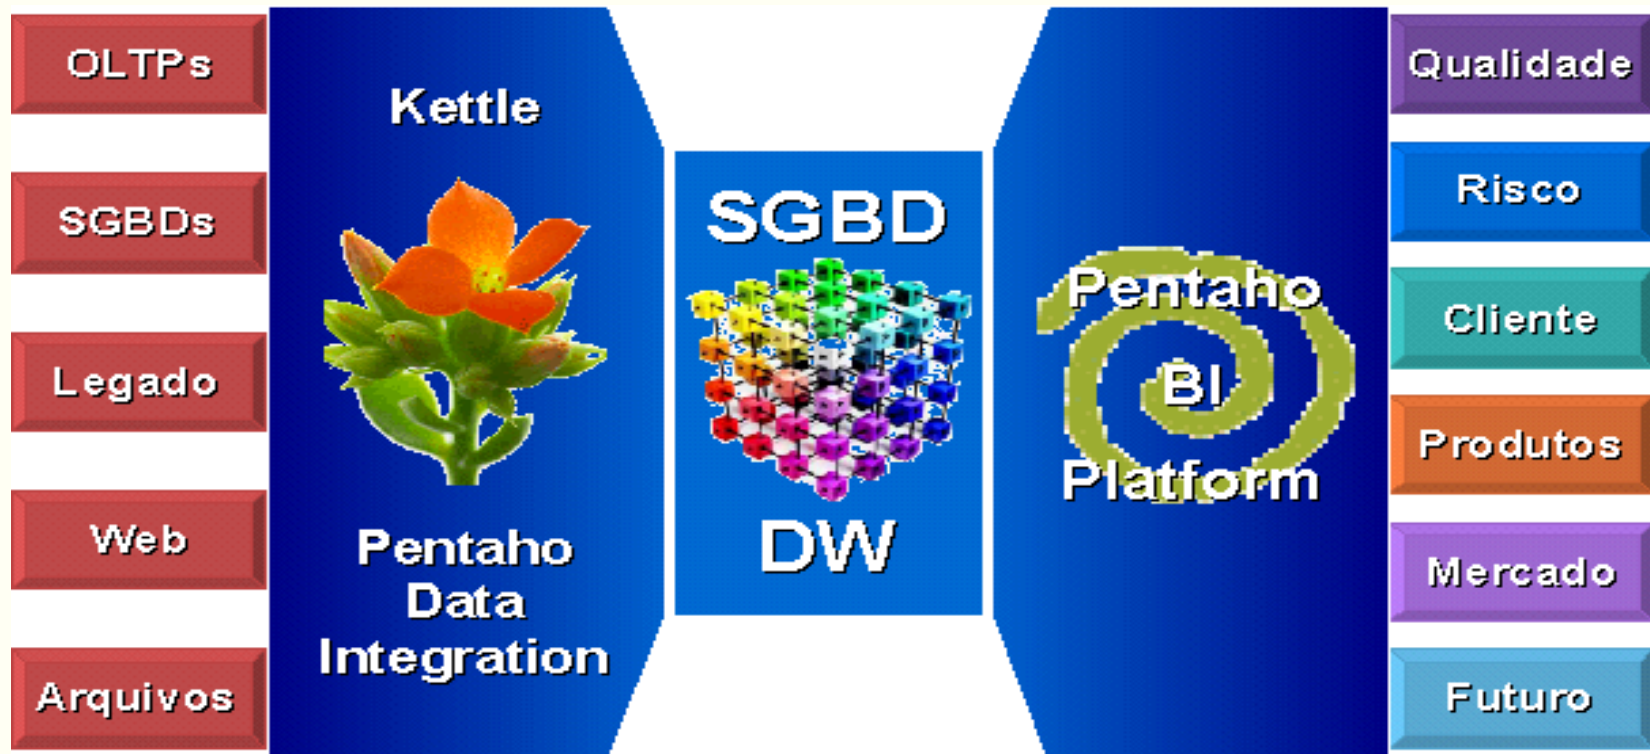 OLTPs
SGBDs
Legado
Web
Arquivos
Kettle
Pentaho
Data
Integration
SGBD
DW
Pentaho
BI
Platform
Qualidade
Risco
Cliente
Produtos
Mercado
Futuro